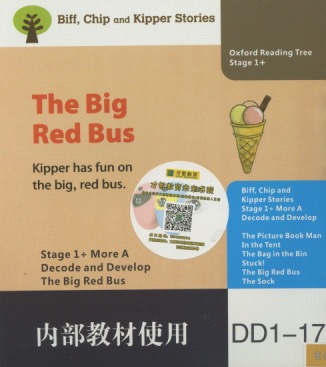 Biff, Chip and Kipper Stories
Oxford Reading Tree
Stage 1+
The Big
Red Bus
Kipper has fun on
the big, red bus.
Biff, Chip and
Kipper Stories
Stage 1+ More A
Decode and Develop
The Picture Book Man
In the Tent
The Bag in the Bin
Stuck!
The Big Red Bus
The Sock
Stage 1+ More A
Decode and Develop
The Big Red Bus
内部教材使用
DD1-17